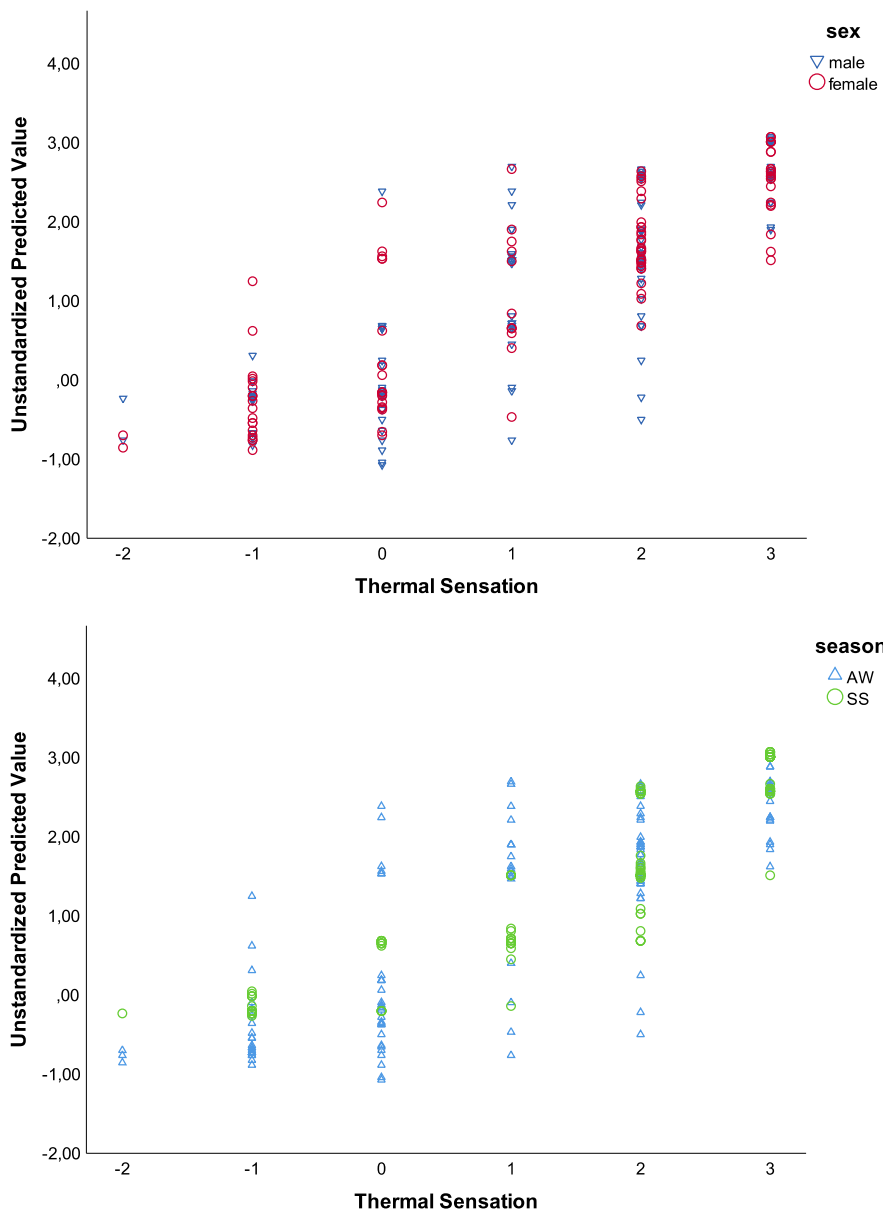 sex
male
female
Unstandardized Predicted Value
4,00
3,00
2,00
1,00
,00
-1,00
-2,00
-2 -1 0 1 2 3
Thermal Sensation
season
AW
SS
Unstandardized Predicted Value
4,00
3,00
2,00
1,00
,00
-1,00
-2,00
-2 -1 0 1 2 3
Thermal Sensation